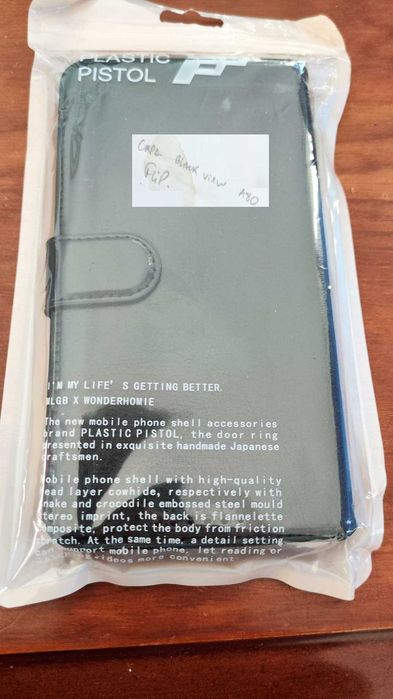 PLASTIC
PISTOL
CAPA BLACK VIEW A80
FLIP.
I'M MY LIFE'S GETTING BETTER.
MLGB X WONDERHOMIE
The new mobile phone shell accessories
brand PLASTIC PISTOL, the door ring
presented in exquisite handmade Japanese
craftsmen.
Mobile phone shell with high-quality
head layer cowhide, respectively with
snake and crocodile embossed steel mould
stereo imprint, the back is flannelette
composite, protect the body from friction
scratch. At the same time, a detail setting
can support mobile phone, let reading or
videos more convenient